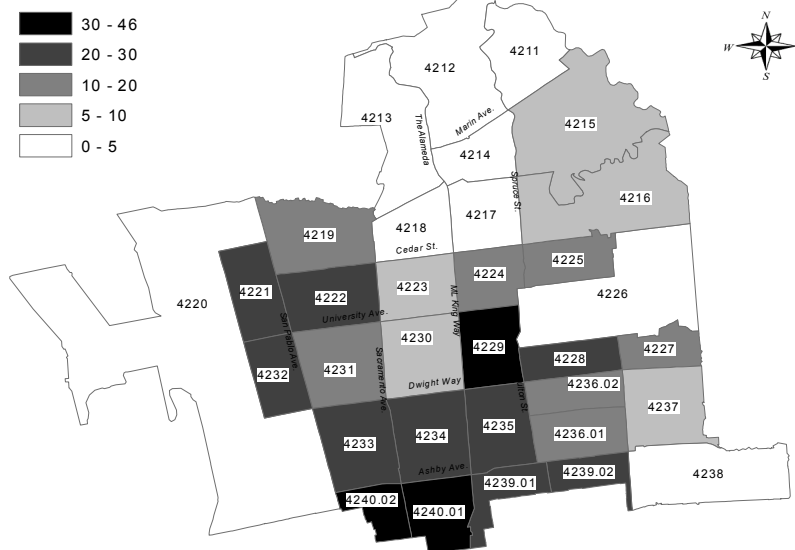 30 - 46
20 - 30
10 - 20
5 - 10
0 - 5
N
W
E
S
4211
4212
4213
Marin Ave.
The Alameda
4214
4215
Spruce St.
4216
4217
4218
Cedar St.
4219
4220
4221
4222
University Ave.
4223
4224
4225
4226
San Pablo Ave.
Sacramento Ave.
ML King Way
4227
4228
4229
4230
4231
4232
Dwight Way
4236.02
4237
4233
4234
4235
4236.01
Ashby Ave.
4238
4239.01
4239.02
4240.02
4240.01